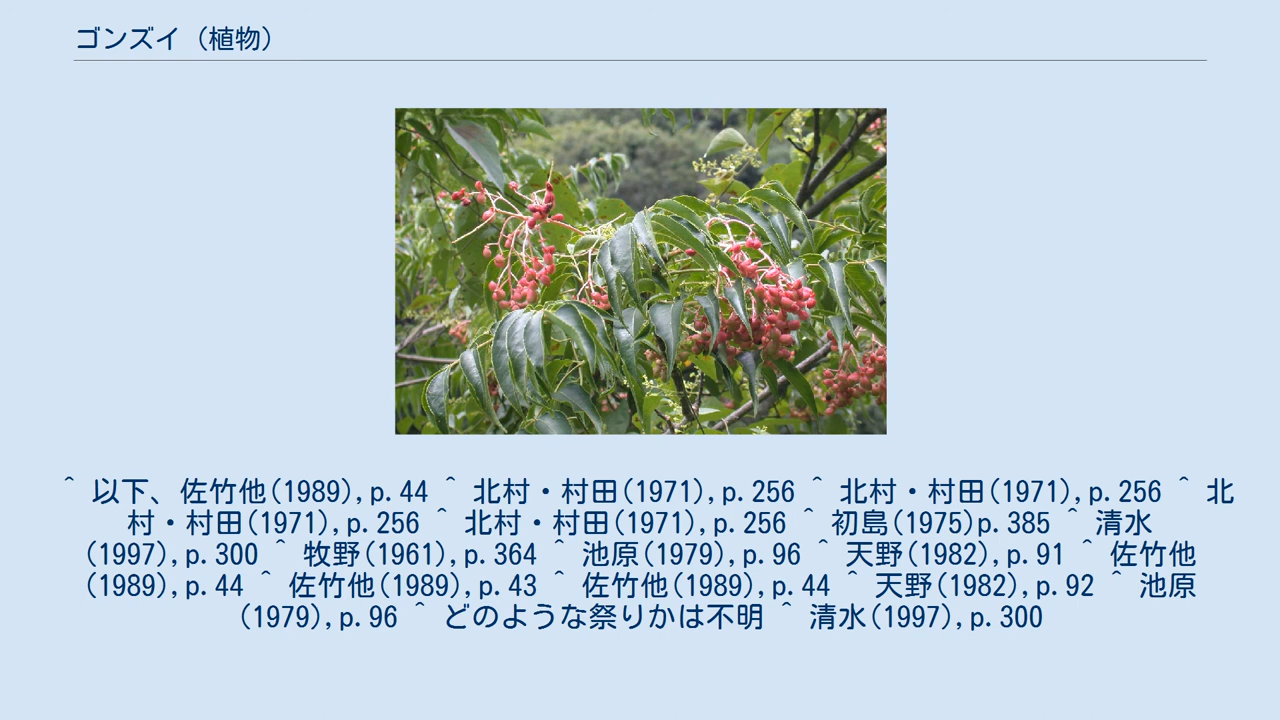 ゴンズイ（植物）
^ 以下、佐竹他(1989),p.44 ^ 北村・村田(1971),p.256 ^ 北村・村田(1971),p.256 ^ 北
村・村田(1971),p.256 ^ 北村・村田(1971),p.256 ^ 初島(1975)p.385 ^ 清水
(1997),p.300 ^ 牧野(1961),p.364 ^ 池原(1979),p.96 ^ 天野(1982),p.91 ^ 佐竹他
(1989),p.44 ^ 佐竹他(1989),p.43 ^ 佐竹他(1989),p.44 ^ 天野(1982),p.92 ^ 池原
(1979),p.96 ^ どのような祭りかは不明 ^ 清水(1997),p.300